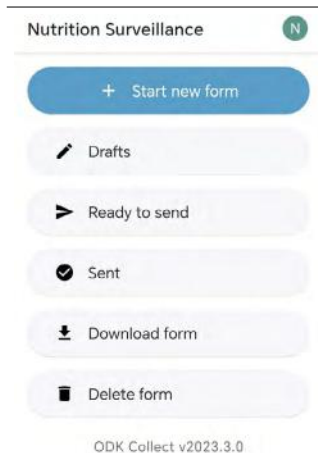 Nutrition Surveillance
N
+ Start new form
Drafts
Ready to send
Sent
Download form
Delete form
ODK Collect v2023.3.0